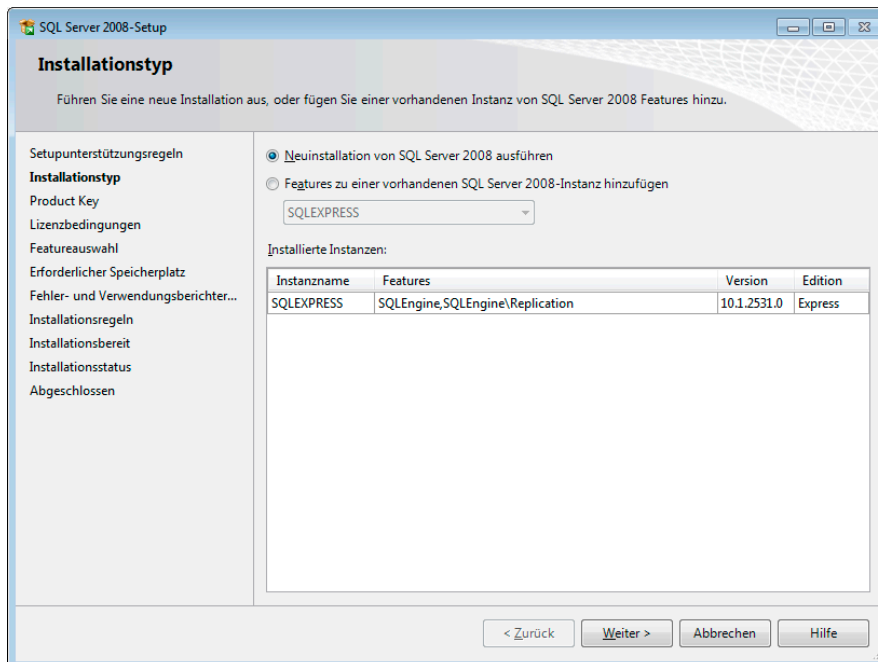 SQL Server 2008-Setup
Installationstyp
Führen Sie eine neue Installation aus, oder fügen Sie einer vorhandenen Instanz von SQL Server 2008 Features hinzu.
Setupunterstützungsregeln
Installationstyp
Product Key
Lizenzbedingungen
Featureauswahl
Erforderlicher Speicherplatz
Fehler- und Verwendungsberichter...
Installationsregeln
Installationsbereit
Installationsstatus
Abgeschlossen
Neuinstallation von SQL Server 2008 ausführen
Features zu einer vorhandenen SQL Server 2008-Instanz hinzufügen
SQLEXPRESS
Installierte Instanzen:
Instanzname Features Version Edition
SQLEXPRESS SQLEngine,SQLEngine\Replication 10.1.2531.0 Express
< Zurück Weiter > Abbrechen Hilfe